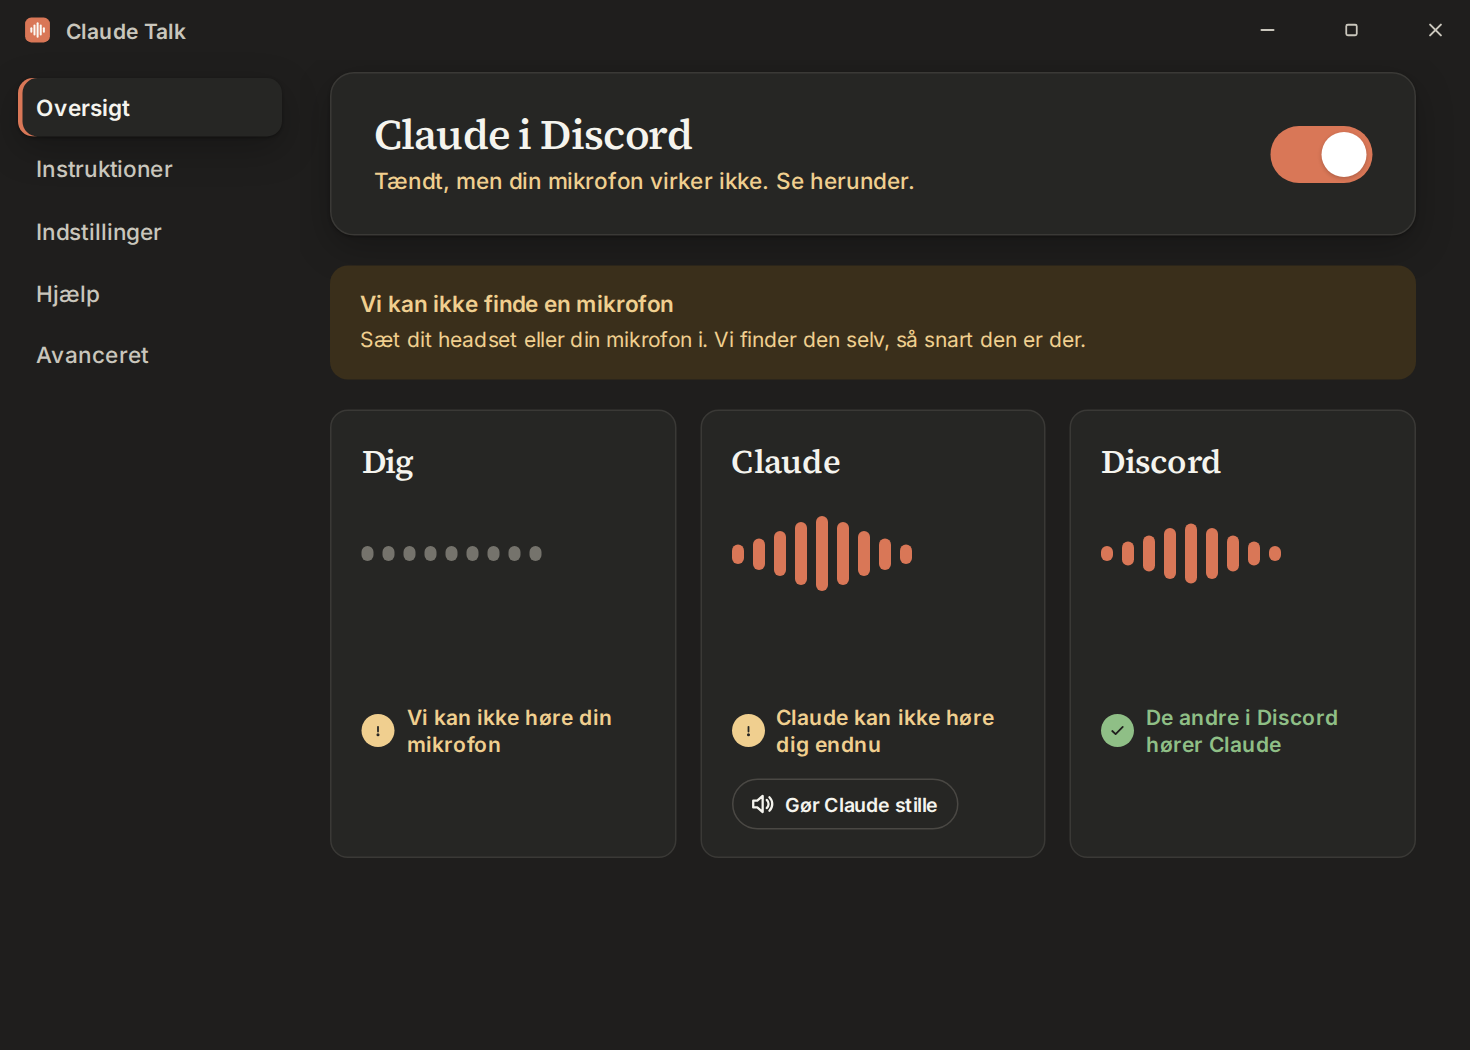 Claude Talk
Oversigt
Instruktioner
Indstillinger
Hjælp
Avanceret
Claude i Discord
Tændt, men din mikrofon virker ikke. Se herunder.
Vi kan ikke finde en mikrofon
Sæt dit headset eller din mikrofon i. Vi finder den selv, så snart den er der.
Dig
Vi kan ikke høre din
mikrofon
Claude
Claude kan ikke høre
dig endnu
Gør Claude stille
Discord
De andre i Discord
hører Claude